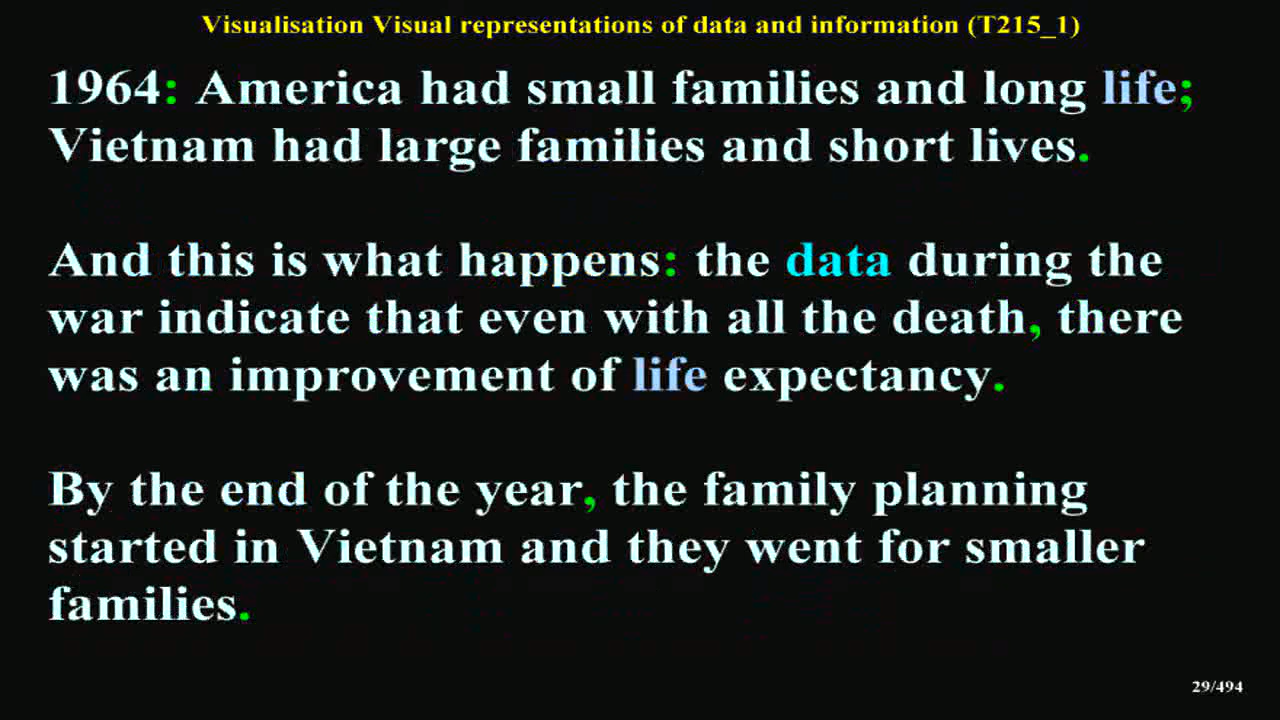 Visualisation Visual representations of data and information (T215_1)
1964: America had small families and long life;
Vietnam had large families and short lives.
And this is what happens: the data during the
war indicate that even with all the death, there
was an improvement of life expectancy.
By the end of the year, the family planning
started in Vietnam and they went for smaller
families.
29/494